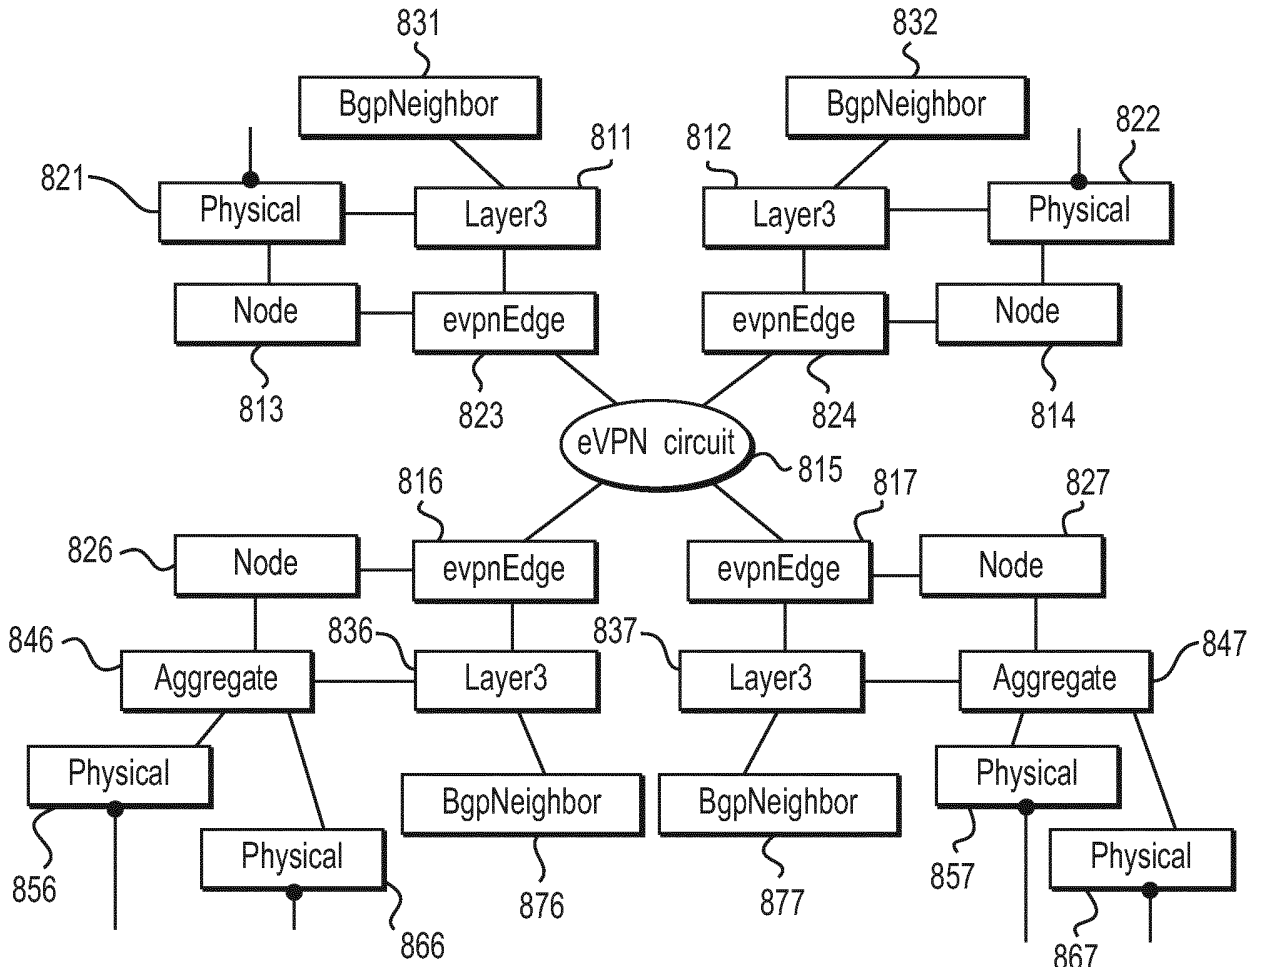 831
832
BgpNeighbor
BgpNeighbor
811
812
822
821
Physical
Layer3
Layer3
Physical
Node
evpnEdge
evpnEdge
Node
813
823
824
814
eVPN circuit
815
816
817
827
826
Node
evpnEdge
evpnEdge
Node
846
836
837
847
Aggregate
Layer3
Layer3
Aggregate
Physical
BgpNeighbor
BgpNeighbor
Physical
Physical
Physical
856
876
877
857
866
867